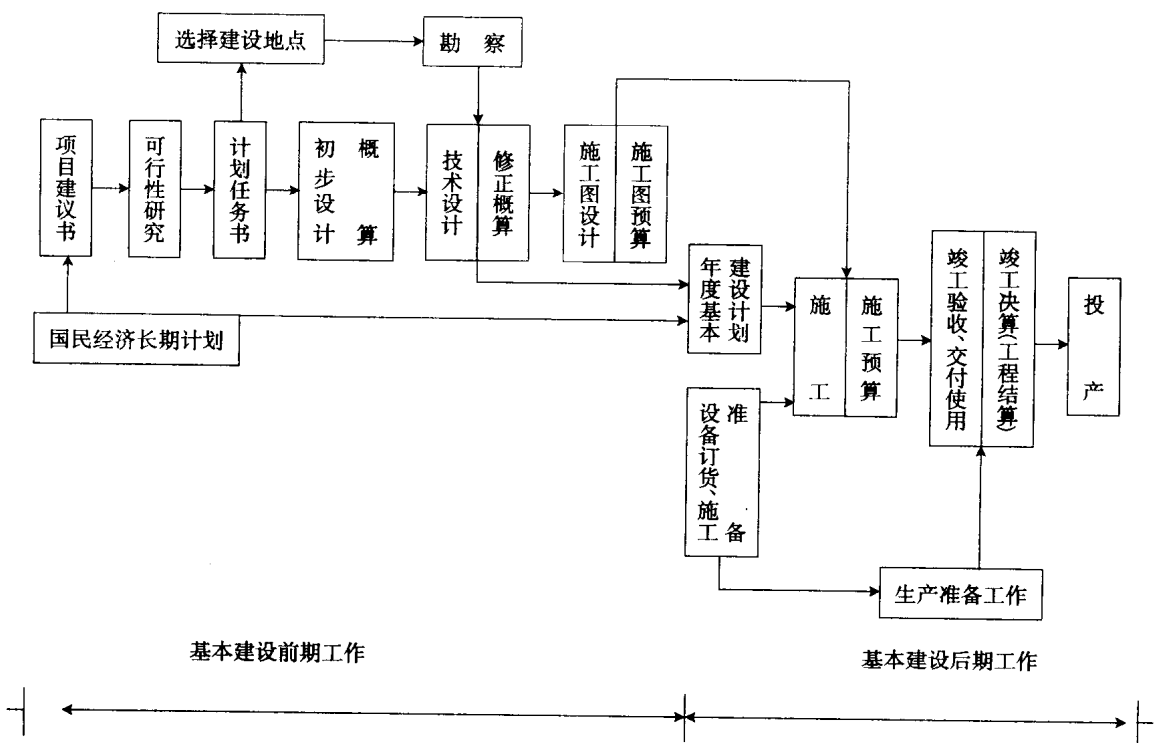 选择建设地点
勘察
项目建议书
可行性研究
计划任务书
初步设计
概算
技术设计
修正概算
施工图设计
施工图预算
国民经济长期计划
年度基本
建设计划
施工
施工预算
竣工验收、交付使用
竣工决算(工程结算)
投产
设备订货、施工
准备
生产准备工作
基本建设前期工作
基本建设后期工作